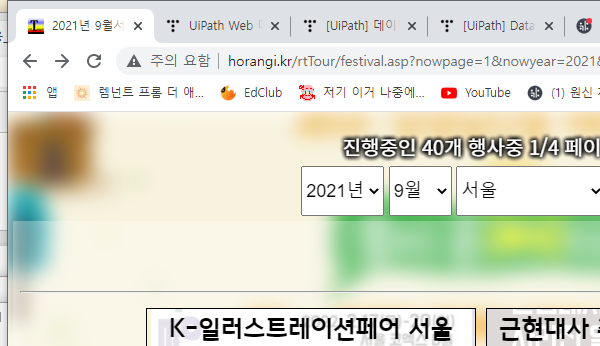 2021년 9월서
UiPath Web
[UiPath] 데이
[UiPath] Data
주의 요함 | horangi.kr/rtTour/festival.asp?nowpage=1&nowyear=2021&
앱
렘넌트 프롬 더 애...
EdClub
저기 이거 나중에...
YouTube
(1) 원신
진행중인 40개 행사중 1/4 페이
2021년 9월 서울
K-일러스트레이션페어 서울
근현대사